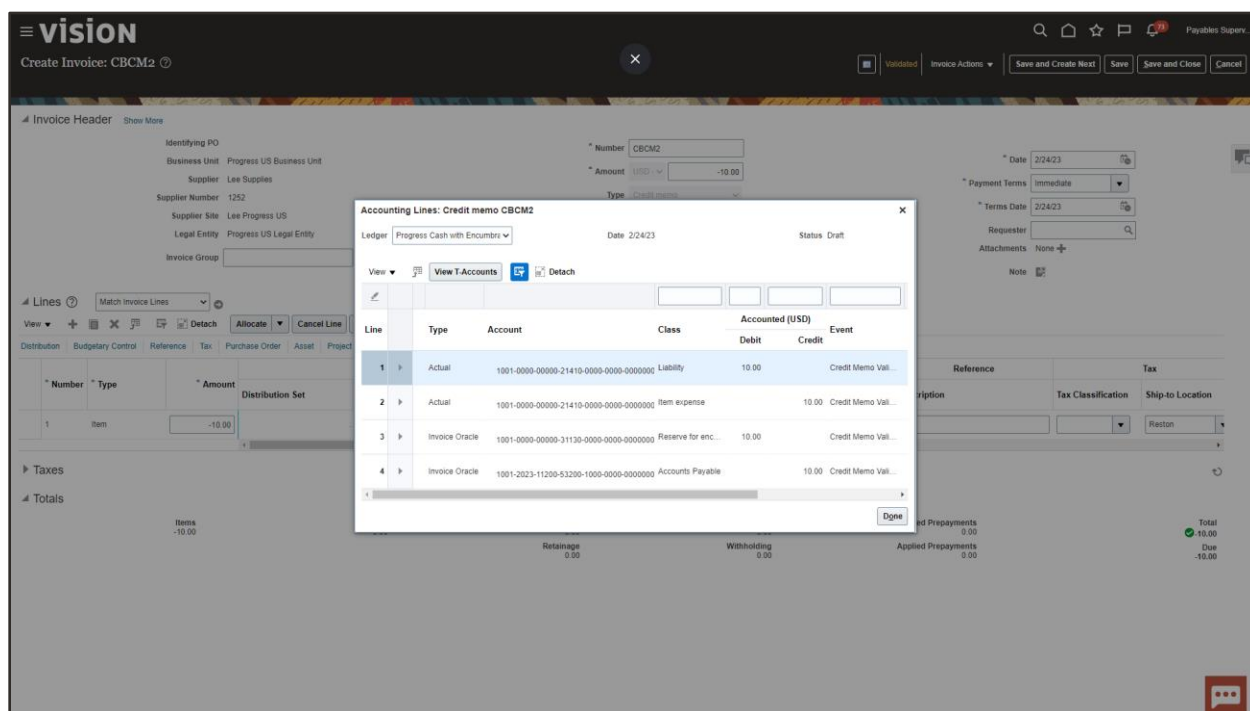 vision
73
Payables Superv...
Create Invoice: CBCM2
Validated
Invoice Actions
Save and Create Next
Save
Save and Close
Cancel
Invoice Header
Show More
Identifying PO
Business Unit Progress US Business Unit
Supplier Lee Supplies
Supplier Number 1252
Supplier Site Lee Progress US
Legal Entity Progress US Legal Entity
Invoice Group
* Number CBCM2
* Amount USD - -10.00
Type Credit memo
* Date 2/24/23
* Payment Terms Immediate
* Terms Date 2/24/23
Requester
Attachments None
Note
Accounting Lines: Credit memo CBCM2
Ledger Progress Cash with Encumbra
Date 2/24/23
Status Draft
View
View T-Accounts
Detach
Line Type Account Class Accounted (USD) Event
Debit Credit
1 Actual 1001-0000-00000-21410-0000-0000-0000000 Liability 10.00 Credit Memo Vali...
2 Actual 1001-0000-00000-21410-0000-0000-0000000 Item expense 10.00 Credit Memo Vali...
3 Invoice Oracle 1001-0000-00000-31130-0000-0000-0000000 Reserve for enc... 10.00 Credit Memo Vali...
4 Invoice Oracle 1001-2023-11200-53200-1000-0000-0000000 Accounts Payable 10.00 Credit Memo Vali...
Done
Lines
Match Invoice Lines
View
Detach
Allocate
Cancel Line
Distribution
Budgetary Control
Reference
Tax
Purchase Order
Asset
Project
* Number * Type * Amount
Distribution Set
Reference
Tax
ription
Tax Classification
Ship-to Location
1 Item -10.00
Reston
Taxes
Totals
Items
-10.00
ed Prepayments
0.00
Total
-10.00
Retainage
0.00
Withholding
0.00
Applied Prepayments
0.00
Due
-10.00